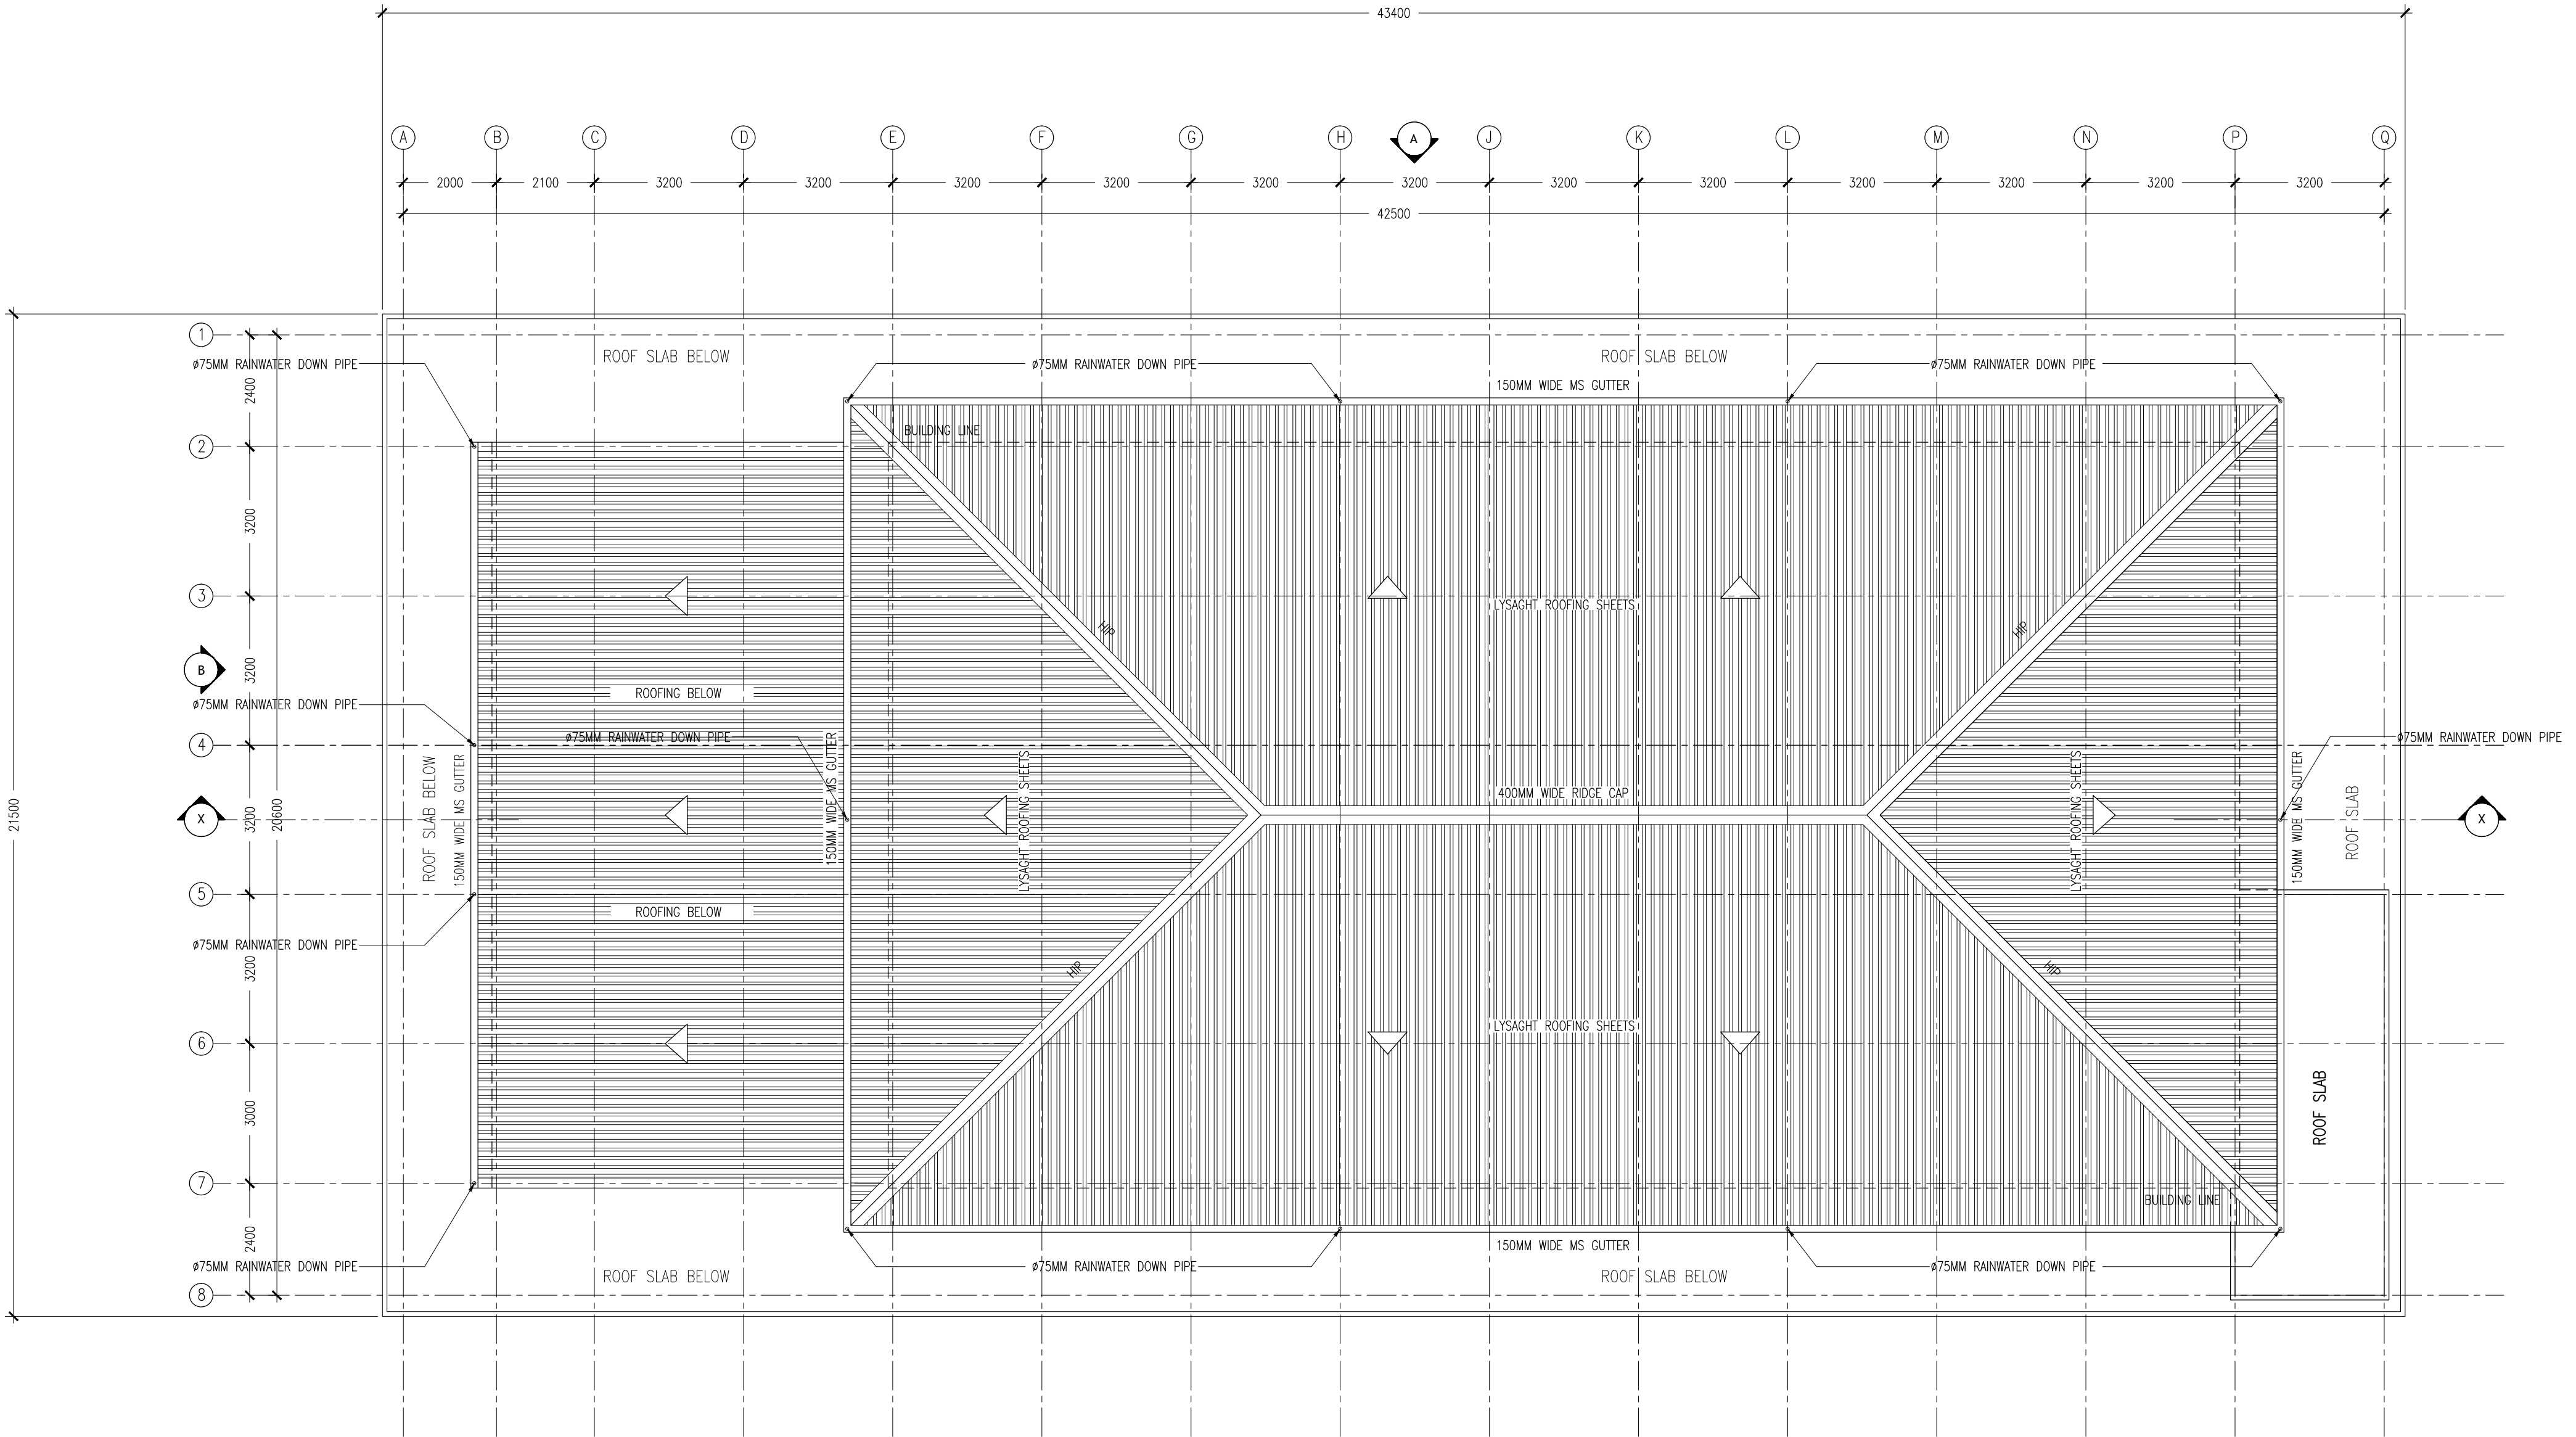 43400
A
B
C
D
E
F
G
H
A
J
K
L
M
N
P
Q
2000
2100
3200
3200
3200
3200
3200
3200
3200
3200
3200
3200
3200
3200
42500
1
ROOF SLAB BELOW
ROOF SLAB BELOW
ø75MM RAINWATER DOWN PIPE
ø75MM RAINWATER DOWN PIPE
ø75MM RAINWATER DOWN PIPE
150MM WIDE MS GUTTER
2400
BUILDING LINE
2
3200
3
LYSAGHT ROOFING SHEETS
HIP
HIP
B
3200
ROOFING BELOW
ø75MM RAINWATER DOWN PIPE
4
ø75MM RAINWATER DOWN PIPE
ø75MM RAINWATER DOWN PIPE
ROOF SLAB BELOW
150MM WIDE MS GUTTER
150MM WIDE MS GUTTER
LYSAGHT ROOFING SHEETS
400MM WIDE RIDGE CAP
LYSAGHT ROOFING SHEETS
150MM WIDE MS GUTTER
ROOF SLAB
21500
X
3200
20600
X
5
ROOFING BELOW
ø75MM RAINWATER DOWN PIPE
3200
HIP
HIP
LYSAGHT ROOFING SHEETS
6
3000
ROOF SLAB
7
BUILDING LINE
2400
150MM WIDE MS GUTTER
ø75MM RAINWATER DOWN PIPE
ø75MM RAINWATER DOWN PIPE
ø75MM RAINWATER DOWN PIPE
ROOF SLAB BELOW
ROOF SLAB BELOW
8